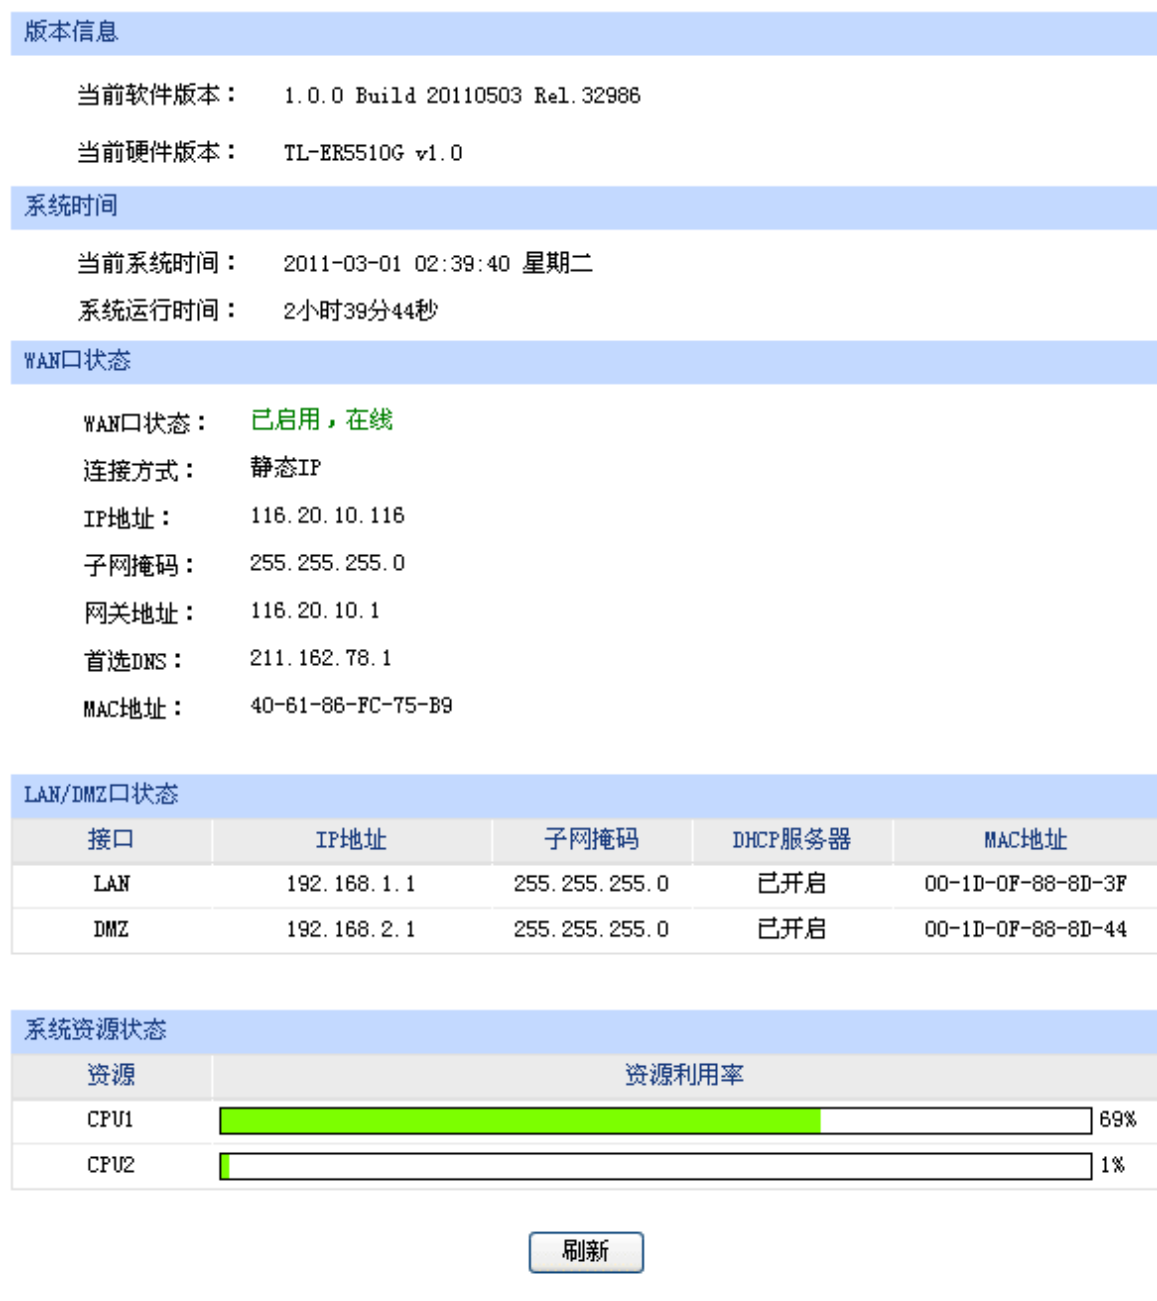 版本信息
当前软件版本： 1.0.0 Build 20110503 Rel.32986
当前硬件版本： TL-ER5510G v1.0
系统时间
当前系统时间： 2011-03-01 02:39:40 星期二
系统运行时间： 2小时39分44秒
WAN口状态
WAN口状态： 已启用，在线
连接方式： 静态IP
IP地址： 116.20.10.116
子网掩码： 255.255.255.0
网关地址： 116.20.10.1
首选DNS： 211.162.78.1
MAC地址： 40-61-86-FC-75-B9
LAN/DMZ口状态
接口 IP地址 子网掩码 DHCP服务器 MAC地址
LAN 192.168.1.1 255.255.255.0 已开启 00-1D-0F-88-8D-3F
DMZ 192.168.2.1 255.255.255.0 已开启 00-1D-0F-88-8D-44
系统资源状态
资源 资源利用率
CPU1 69%
CPU2 1%
刷新